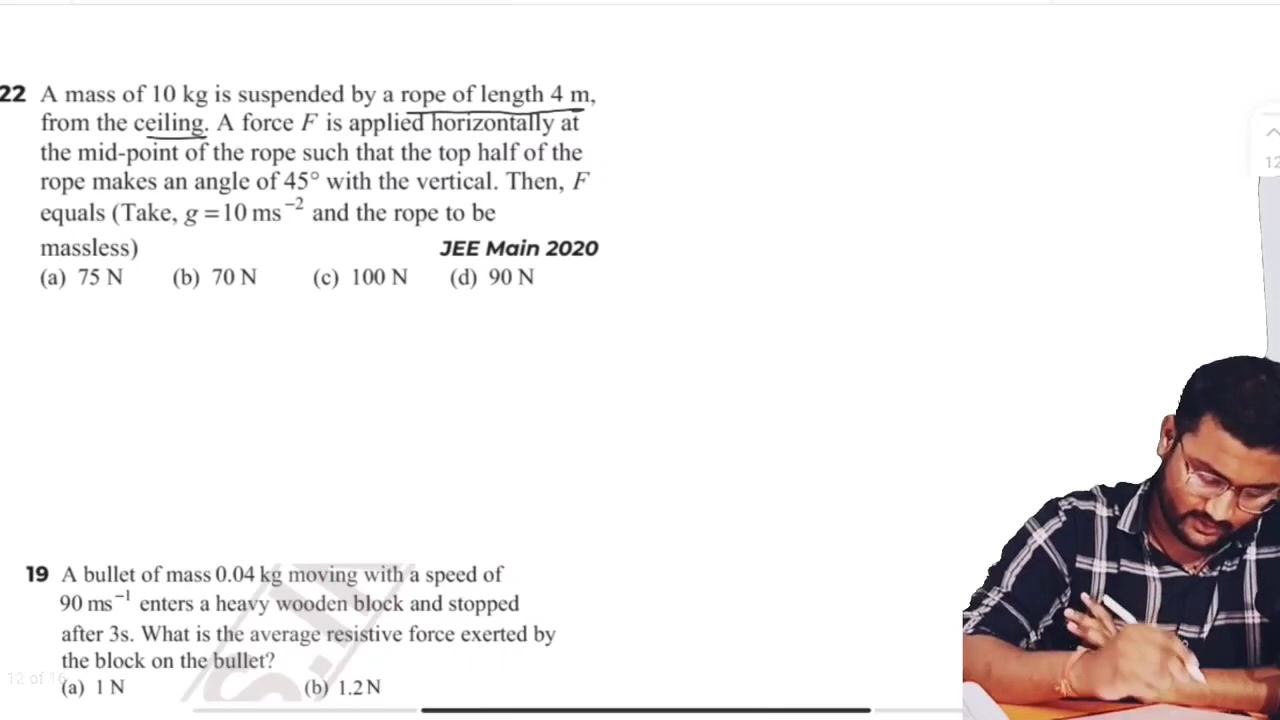 22 A mass of 10 kg is suspended by a rope of length 4 m,
from the ceiling. A force F is applied horizontally at
the mid-point of the rope such that the top half of the
rope makes an angle of 45° with the vertical. Then, F
equals (Take, g = 10 ms⁻² and the rope to be
massless) JEE Main 2020
(a) 75 N (b) 70 N (c) 100 N (d) 90 N
12
19 A bullet of mass 0.04 kg moving with a speed of
90 ms⁻¹ enters a heavy wooden block and stopped
after 3s. What is the average resistive force exerted by
the block on the bullet?
12 of 16
(a) 1 N (b) 1.2 N